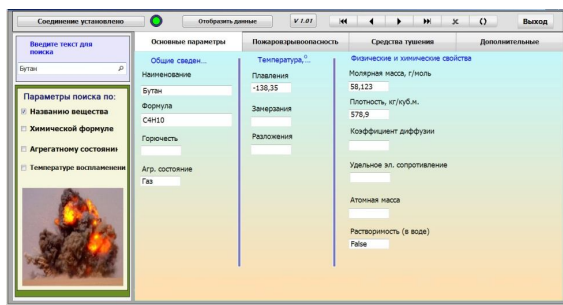 Соединение установлено
Отобразить данные
V 1.01
Выход
Введите текст для
поиска
Бутан
Параметры поиска по:
Названию вещества
Химической формуле
Агрегатному состояни
Температуре воспламенени
Основные параметры
Пожаровзрывоопасность
Средства тушения
Дополнительные
Общие сведен...
Наименование
Бутан
Формула
C4H10
Горючесть
Агр. состояние
Газ
Температура,°...
Плавления
-138,35
Замерзания
Разложения
Физические и химические свойства
Молярная масса, г/моль
58,123
Плотность, кг/куб.м.
578,9
Коэффициент диффузии
Удельное эл. сопротивление
Атомная масса
Растворимость (в воде)
False